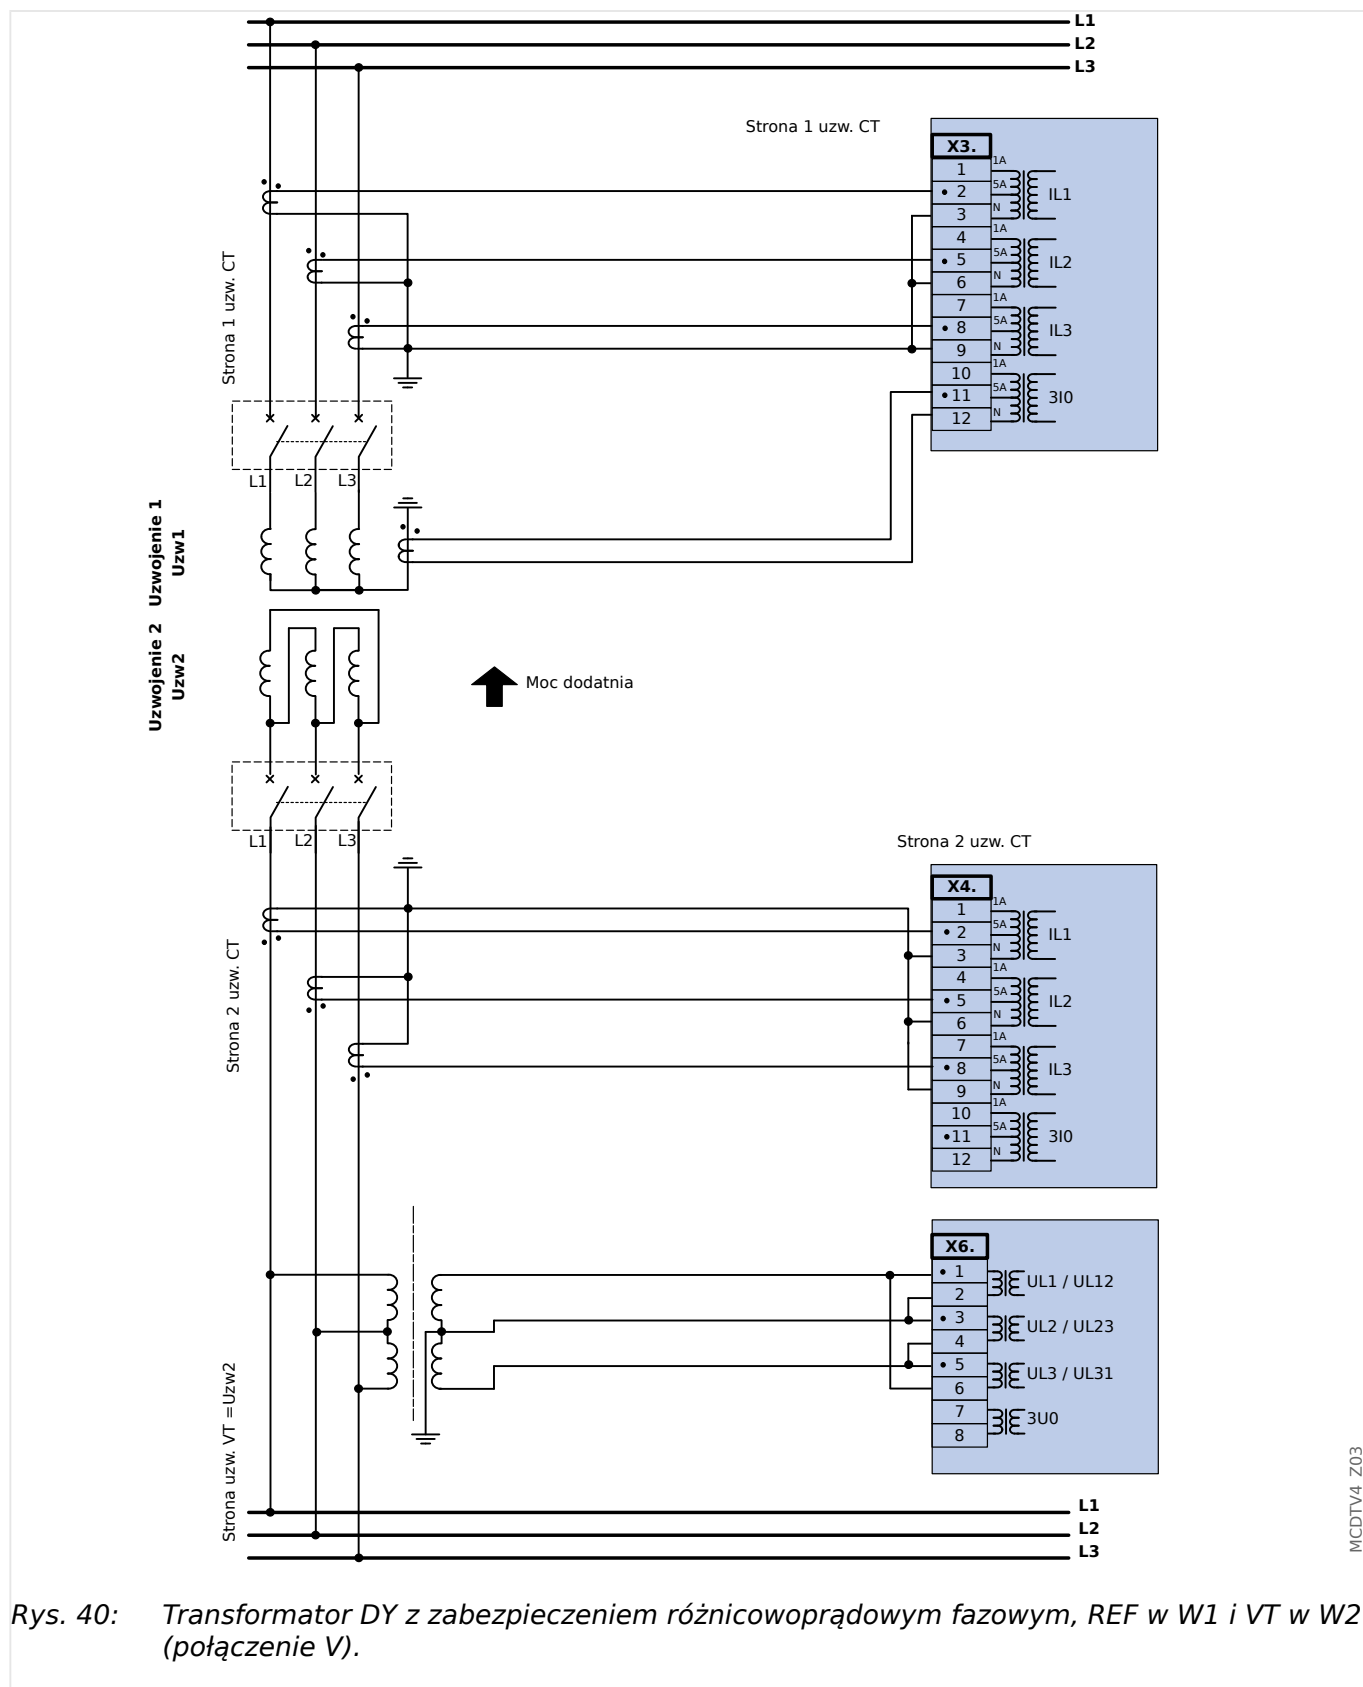 L1
L2
L3
Strona 1 uzw. CT
X3.
1
2
3
4
5
6
7
8
9
10
11
12
1A
5A
N
1A
5A
N
1A
5A
N
1A
5A
N
IL1
IL2
IL3
3I0
Strona 1 uzw. CT
L1
L2
L3
Uzwojenie 1
Uzw1
Uzwojenie 2
Uzw2
Moc dodatnia
L1
L2
L3
Strona 2 uzw. CT
X4.
1
2
3
4
5
6
7
8
9
10
11
12
1A
5A
N
1A
5A
N
1A
5A
N
1A
5A
N
IL1
IL2
IL3
3I0
Strona 2 uzw. CT
X6.
1
2
3
4
5
6
7
8
UL1 / UL12
UL2 / UL23
UL3 / UL31
3U0
Strona uzw. VT =Uzw2
L1
L2
L3
MCDTV4 Z03
Rys. 40: Transformator DY z zabezpieczeniem różnicowoprądowym fazowym, REF w W1 i VT w W2
(połączenie V).